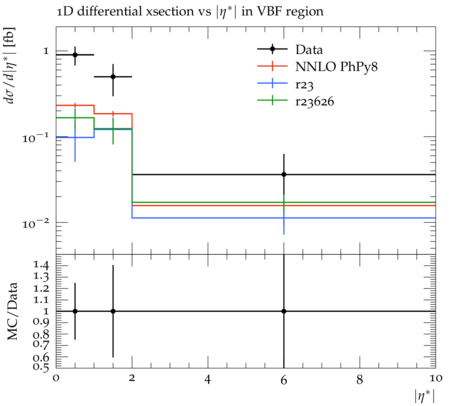 1D differential xsection vs |η*| in VBF region
dσ/d|η*| [fb]
Data
NNLO PhPy8
r23
r23626
1
10⁻¹
10⁻²
MC/Data
1.4
1.3
1.2
1.1
1
0.9
0.8
0.7
0.6
0.5
0 2 4 6 8 10
|η*|